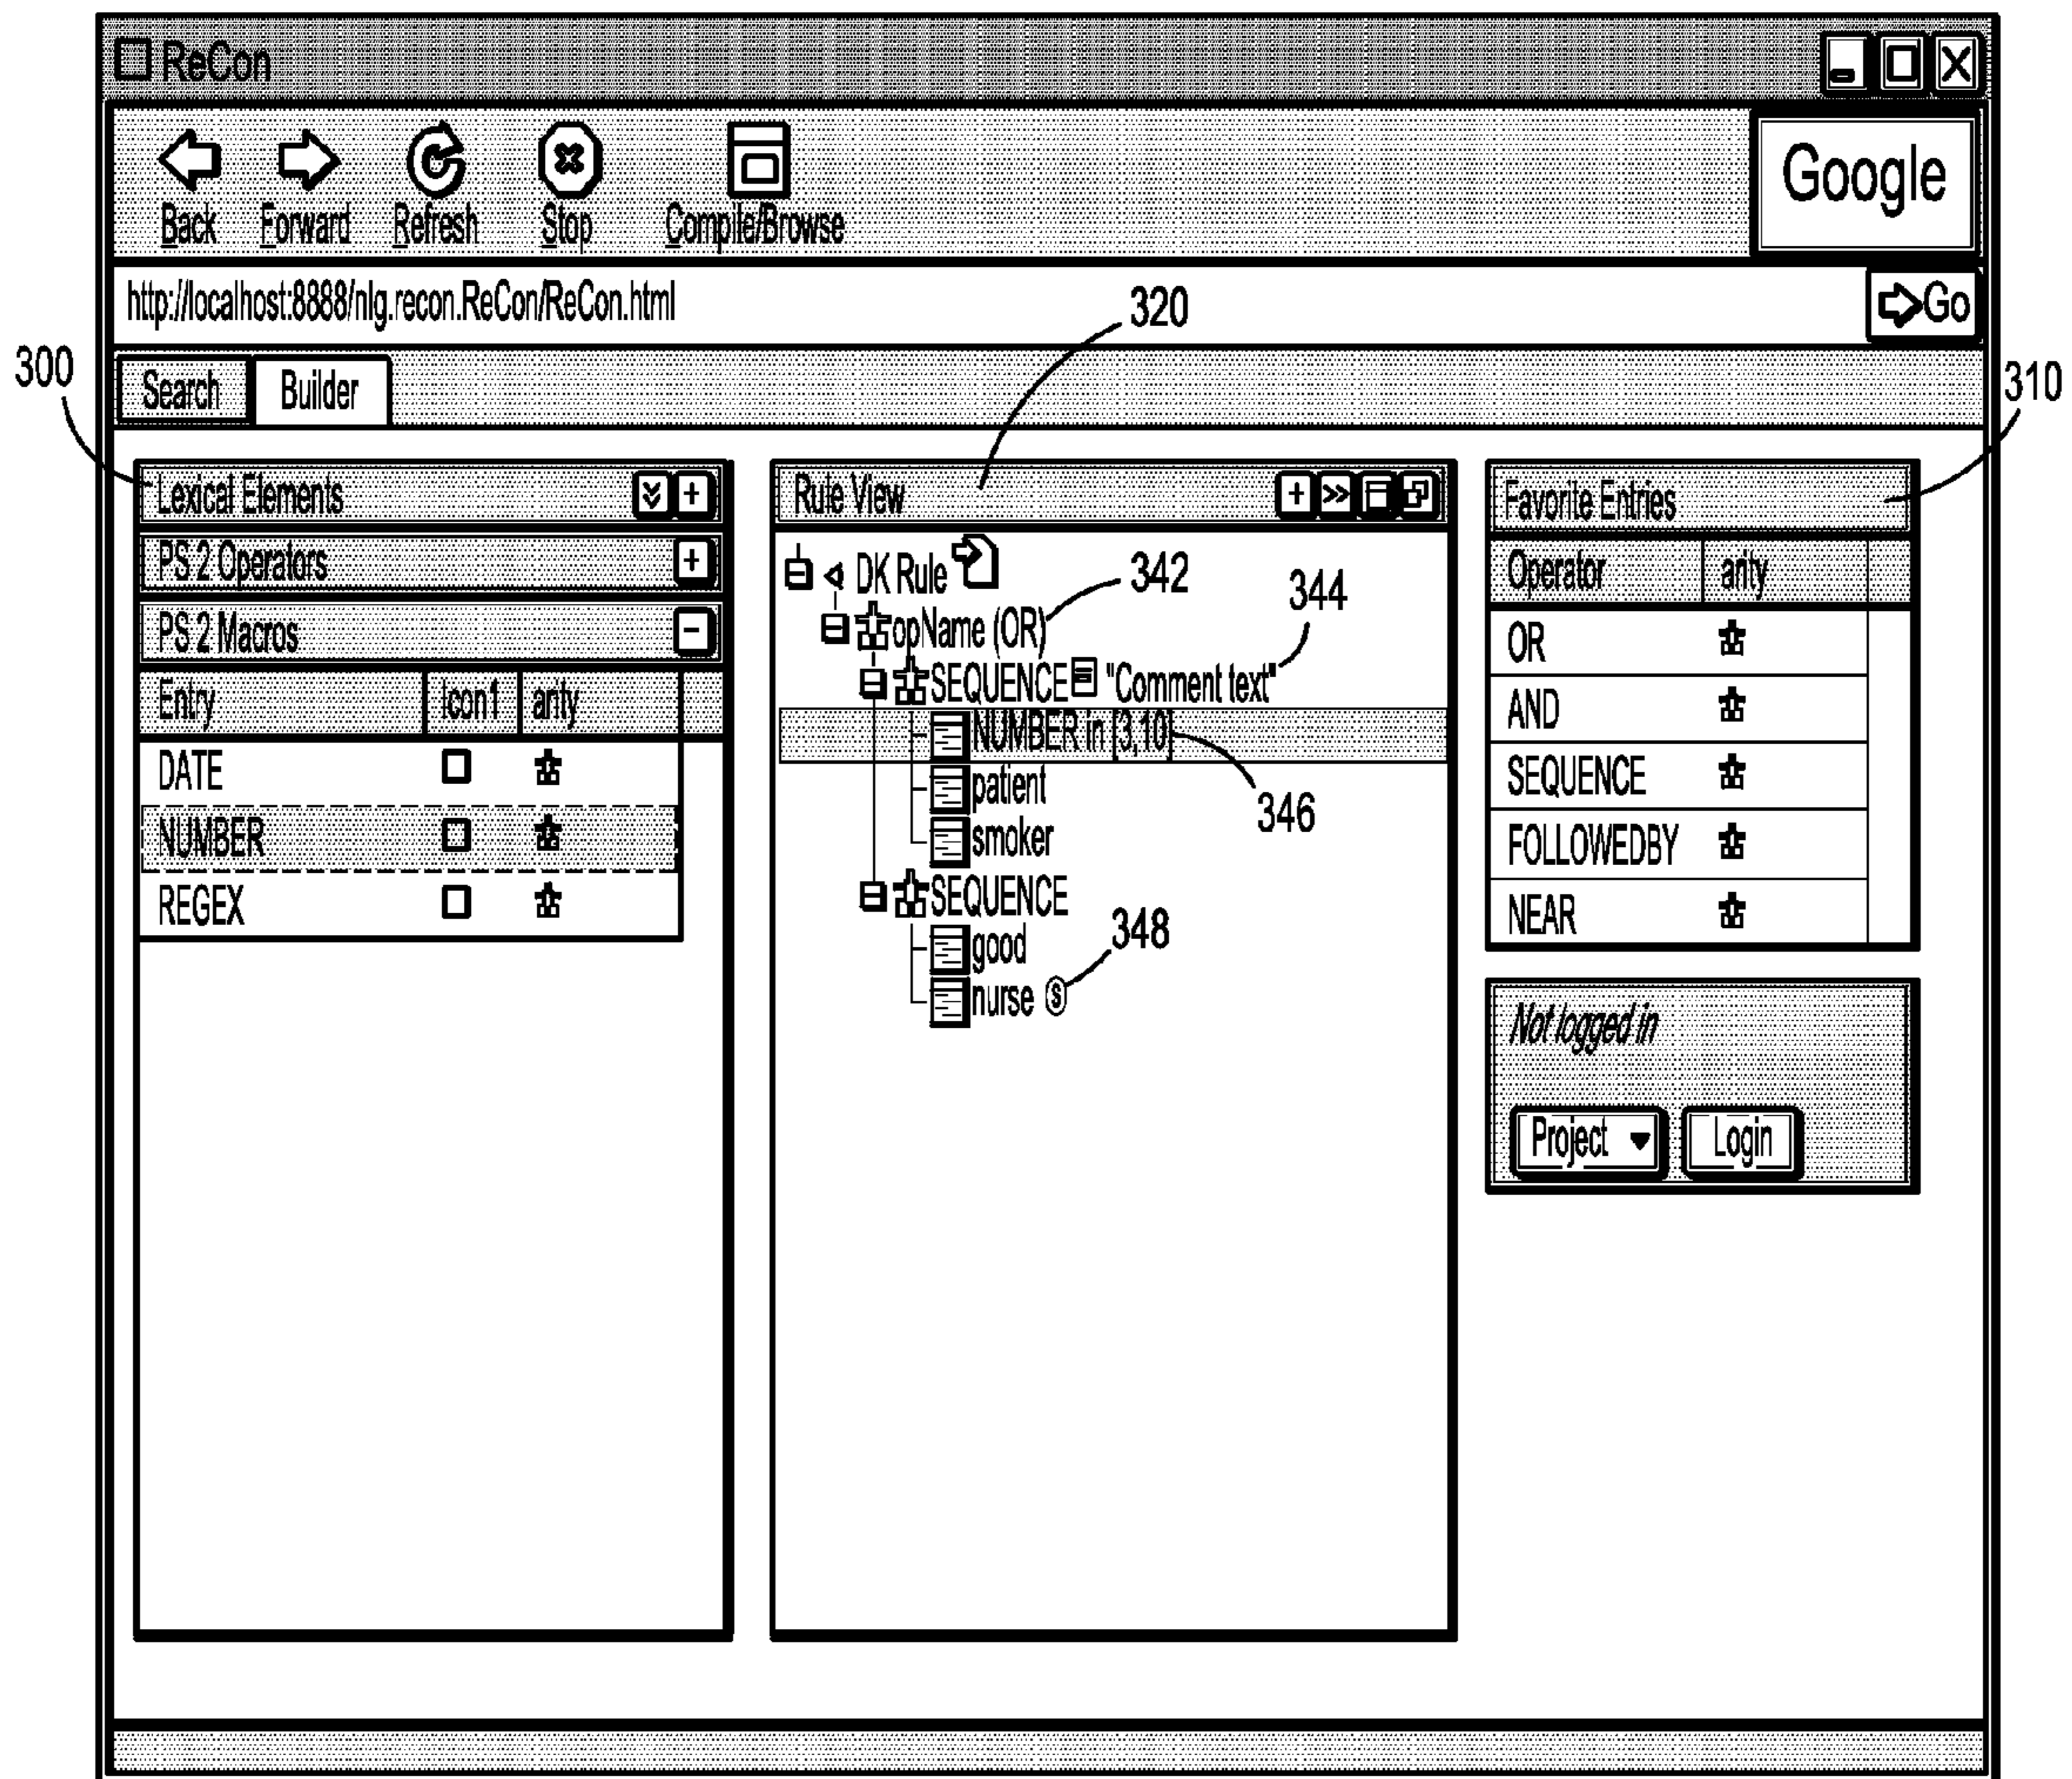 ReCon
Back Forward Refresh Stop Compile/Browse
Google
http://localhost:8888/nlg.recon.ReCon/ReCon.html
Go
320
300
310
Search Builder
Lexical Elements
PS 2 Operators
PS 2 Macros
Entry Icon1 arity
DATE
NUMBER
REGEX
Rule View
DK Rule
342
opName (OR)
344
SEQUENCE "Comment text"
NUMBER in [3,10]
346
patient
smoker
SEQUENCE
348
good
nurse S
Favorite Entries
Operator arity
OR
AND
SEQUENCE
FOLLOWEDBY
NEAR
Not logged in
Project Login